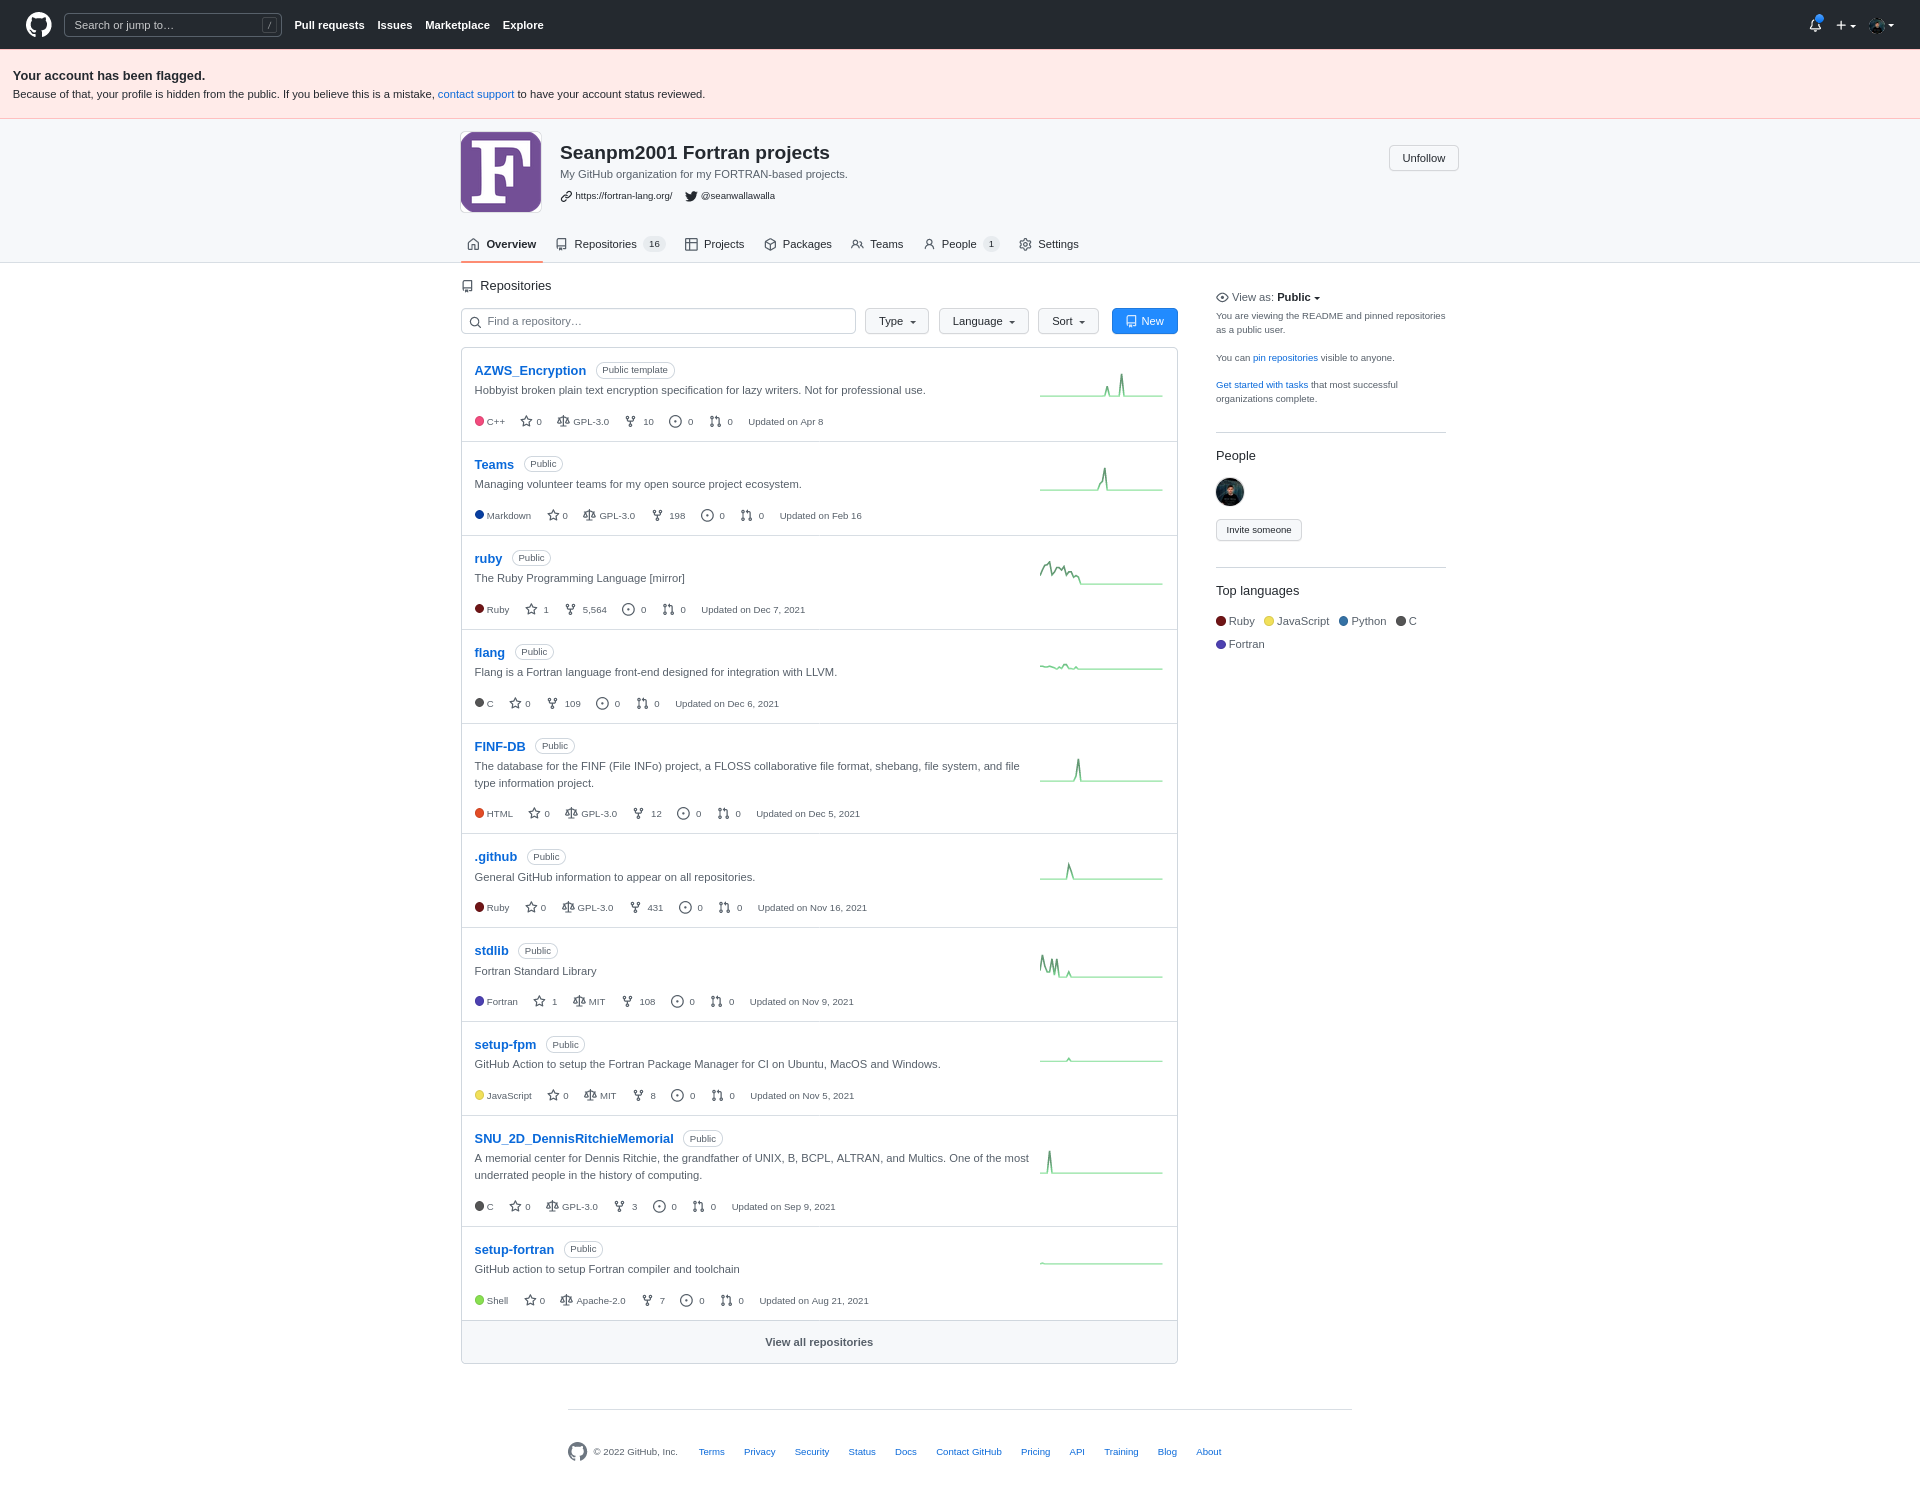 Search or jump to… /
Pull requests Issues Marketplace Explore
Your account has been flagged.
Because of that, your profile is hidden from the public. If you believe this is a mistake, contact support to have your account status reviewed.
F
Seanpm2001 Fortran projects
My GitHub organization for my FORTRAN-based projects.
https://fortran-lang.org/ @seanwallawalla
Unfollow
Overview Repositories 16 Projects Packages Teams People 1 Settings
Repositories
Find a repository… Type Language Sort New
AZWS_Encryption Public template
Hobbyist broken plain text encryption specification for lazy writers. Not for professional use.
C++ 0 GPL-3.0 10 0 0 Updated on Apr 8
Teams Public
Managing volunteer teams for my open source project ecosystem.
Markdown 0 GPL-3.0 198 0 0 Updated on Feb 16
ruby Public
The Ruby Programming Language [mirror]
Ruby 1 5,564 0 0 Updated on Dec 7, 2021
flang Public
Flang is a Fortran language front-end designed for integration with LLVM.
C 0 109 0 0 Updated on Dec 6, 2021
FINF-DB Public
The database for the FINF (File INFo) project, a FLOSS collaborative file format, shebang, file system, and file
type information project.
HTML 0 GPL-3.0 12 0 0 Updated on Dec 5, 2021
.github Public
General GitHub information to appear on all repositories.
Ruby 0 GPL-3.0 431 0 0 Updated on Nov 16, 2021
stdlib Public
Fortran Standard Library
Fortran 1 MIT 108 0 0 Updated on Nov 9, 2021
setup-fpm Public
GitHub Action to setup the Fortran Package Manager for CI on Ubuntu, MacOS and Windows.
JavaScript 0 MIT 8 0 0 Updated on Nov 5, 2021
SNU_2D_DennisRitchieMemorial Public
A memorial center for Dennis Ritchie, the grandfather of UNIX, B, BCPL, ALTRAN, and Multics. One of the most
underrated people in the history of computing.
C 0 GPL-3.0 3 0 0 Updated on Sep 9, 2021
setup-fortran Public
GitHub action to setup Fortran compiler and toolchain
Shell 0 Apache-2.0 7 0 0 Updated on Aug 21, 2021
View all repositories
View as: Public
You are viewing the README and pinned repositories
as a public user.
You can pin repositories visible to anyone.
Get started with tasks that most successful
organizations complete.
People
Invite someone
Top languages
Ruby JavaScript Python C
Fortran
© 2022 GitHub, Inc. Terms Privacy Security Status Docs Contact GitHub Pricing API Training Blog About